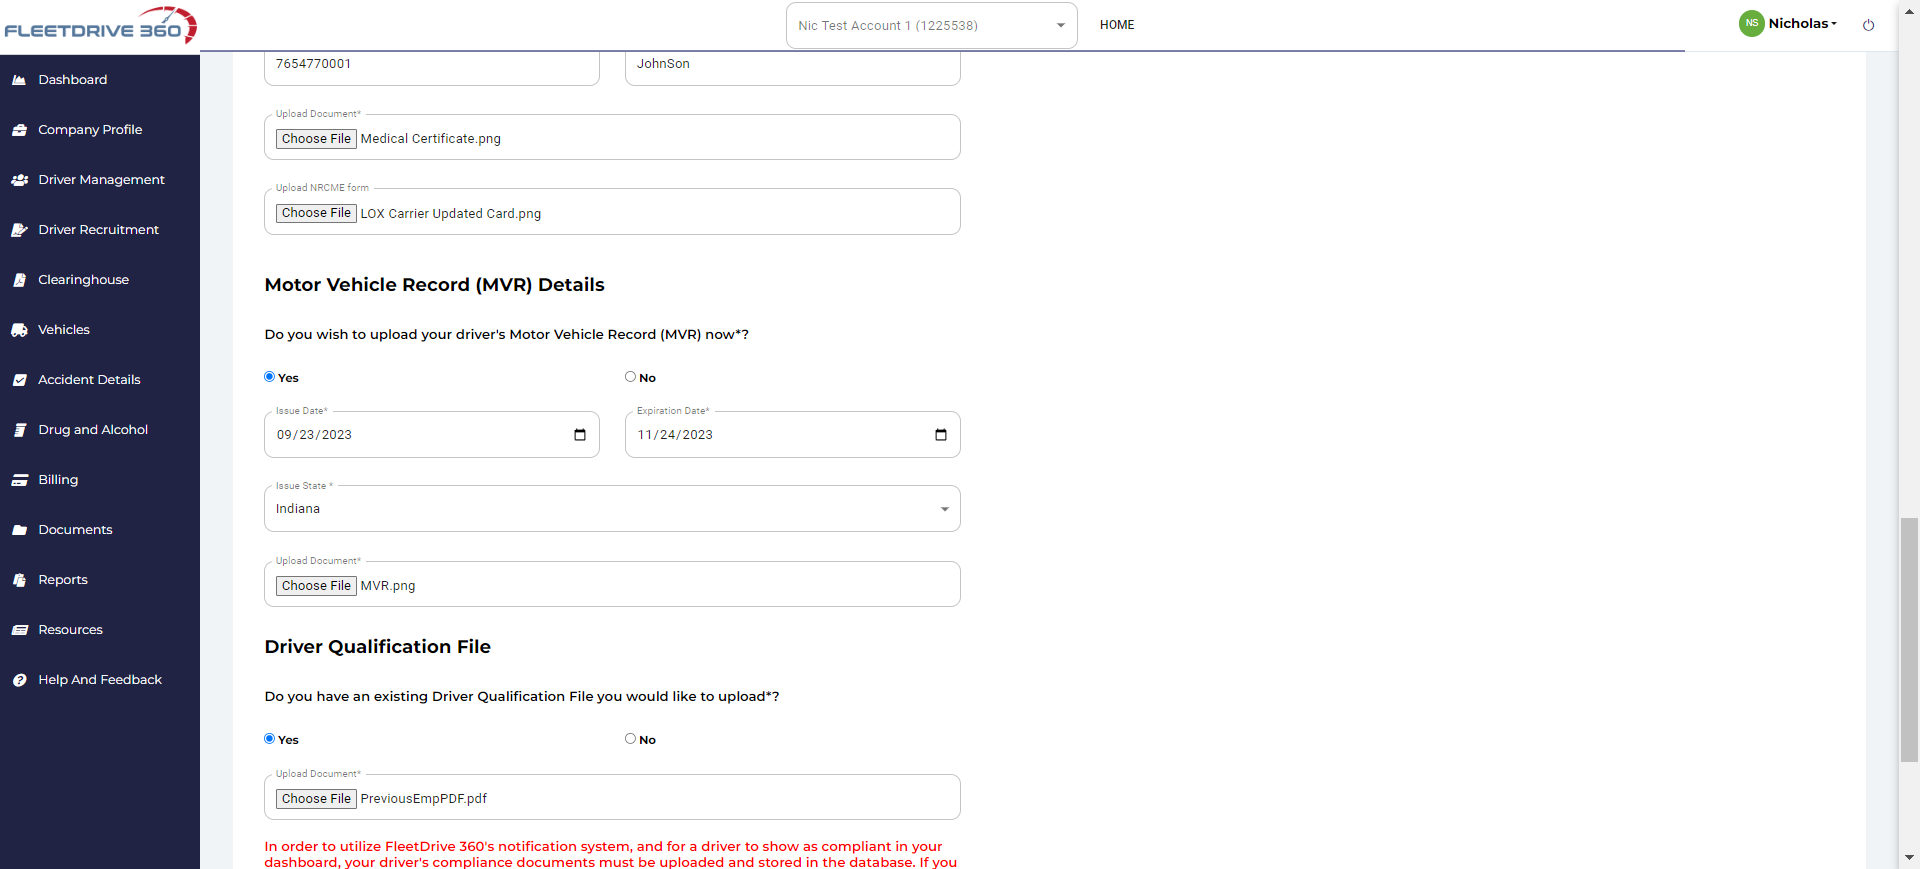 FLEETDRIVE 360
Nic Test Account 1 (1225538)
HOME
NS
Nicholas
Dashboard
Company Profile
Driver Management
Driver Recruitment
Clearinghouse
Vehicles
Accident Details
Drug and Alcohol
Billing
Documents
Reports
Resources
Help And Feedback
7654770001
JohnSon
Upload Document*
Choose File Medical Certificate.png
Upload NRCME form
Choose File LOX Carrier Updated Card.png
Motor Vehicle Record (MVR) Details
Do you wish to upload your driver's Motor Vehicle Record (MVR) now*?
Yes
No
Issue Date*
09/23/2023
Expiration Date*
11/24/2023
Issue State *
Indiana
Upload Document*
Choose File MVR.png
Driver Qualification File
Do you have an existing Driver Qualification File you would like to upload*?
Yes
No
Upload Document*
Choose File PreviousEmpPDF.pdf
In order to utilize FleetDrive 360's notification system, and for a driver to show as compliant in your
dashboard, your driver's compliance documents must be uploaded and stored in the database. If you